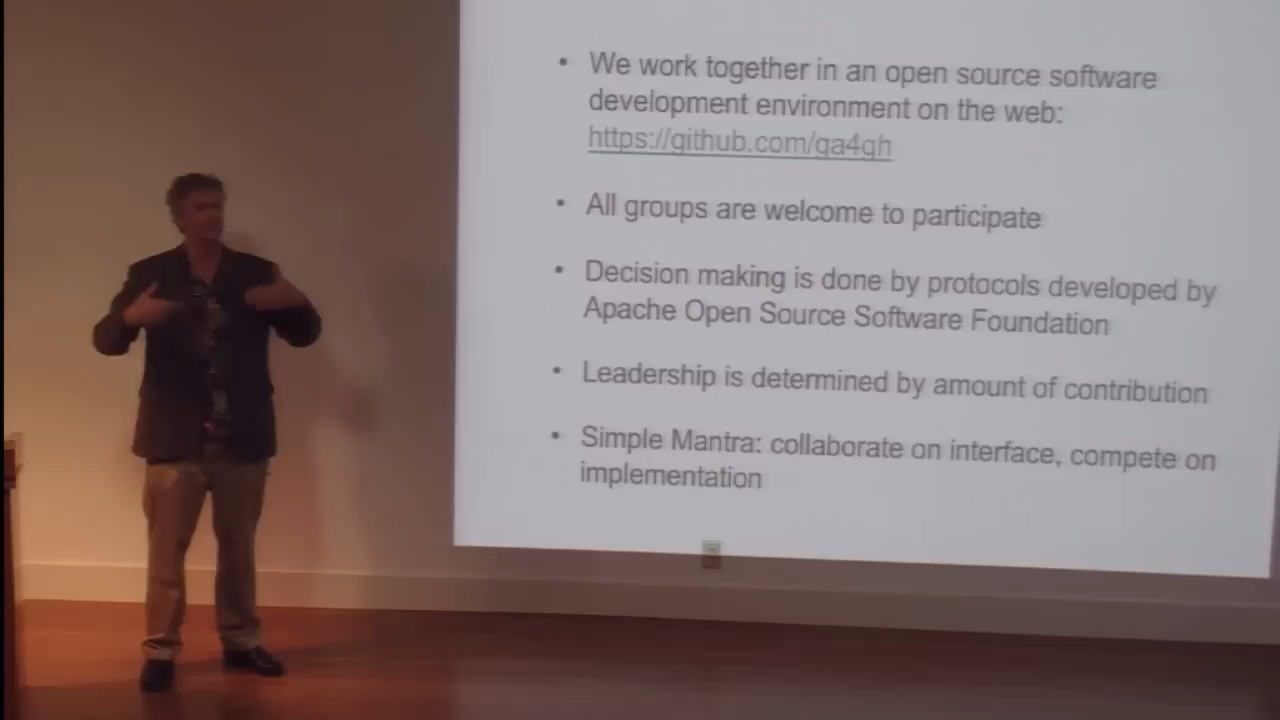 • We work together in an open source software
development environment on the web:
https://github.com/ga4gh
• All groups are welcome to participate
• Decision making is done by protocols developed by
Apache Open Source Software Foundation
• Leadership is determined by amount of contribution
• Simple Mantra: collaborate on interface, compete on
implementation